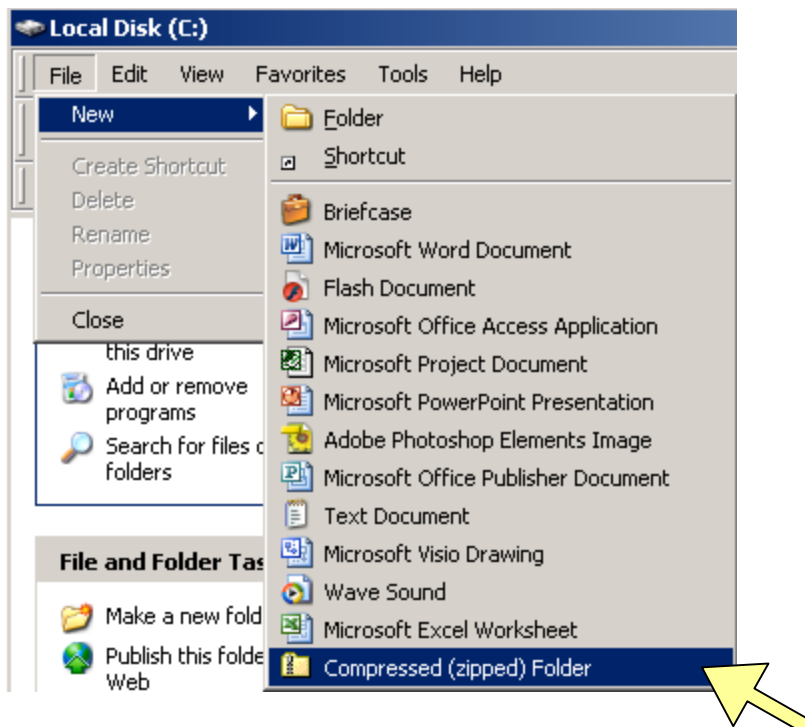 Local Disk (C:)
File Edit View Favorites Tools Help
New
Create Shortcut
Delete
Rename
Properties
Close
Folder
Shortcut
Briefcase
Microsoft Word Document
Flash Document
Microsoft Office Access Application
Microsoft Project Document
Microsoft PowerPoint Presentation
Adobe Photoshop Elements Image
Microsoft Office Publisher Document
Text Document
Microsoft Visio Drawing
Wave Sound
Microsoft Excel Worksheet
Compressed (zipped) Folder
this drive
Add or remove
programs
Search for files o
folders
File and Folder Tas
Make a new fold
Publish this folde
Web